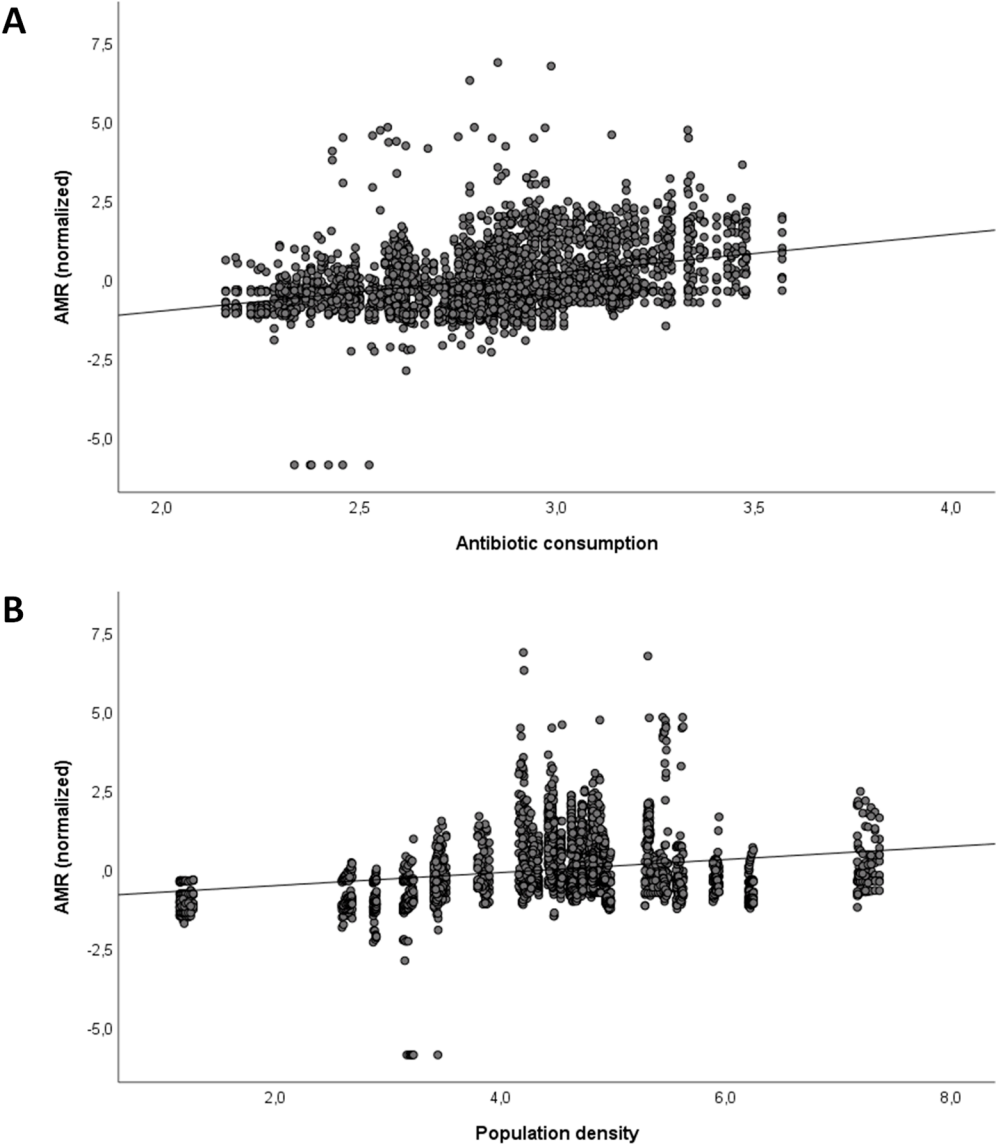 A
AMR (normalized)
7,5
5,0
2,5
,0
-2,5
-5,0
2,0 2,5 3,0 3,5 4,0
Antibiotic consumption
B
AMR (normalized)
7,5
5,0
2,5
,0
-2,5
-5,0
2,0 4,0 6,0 8,0
Population density